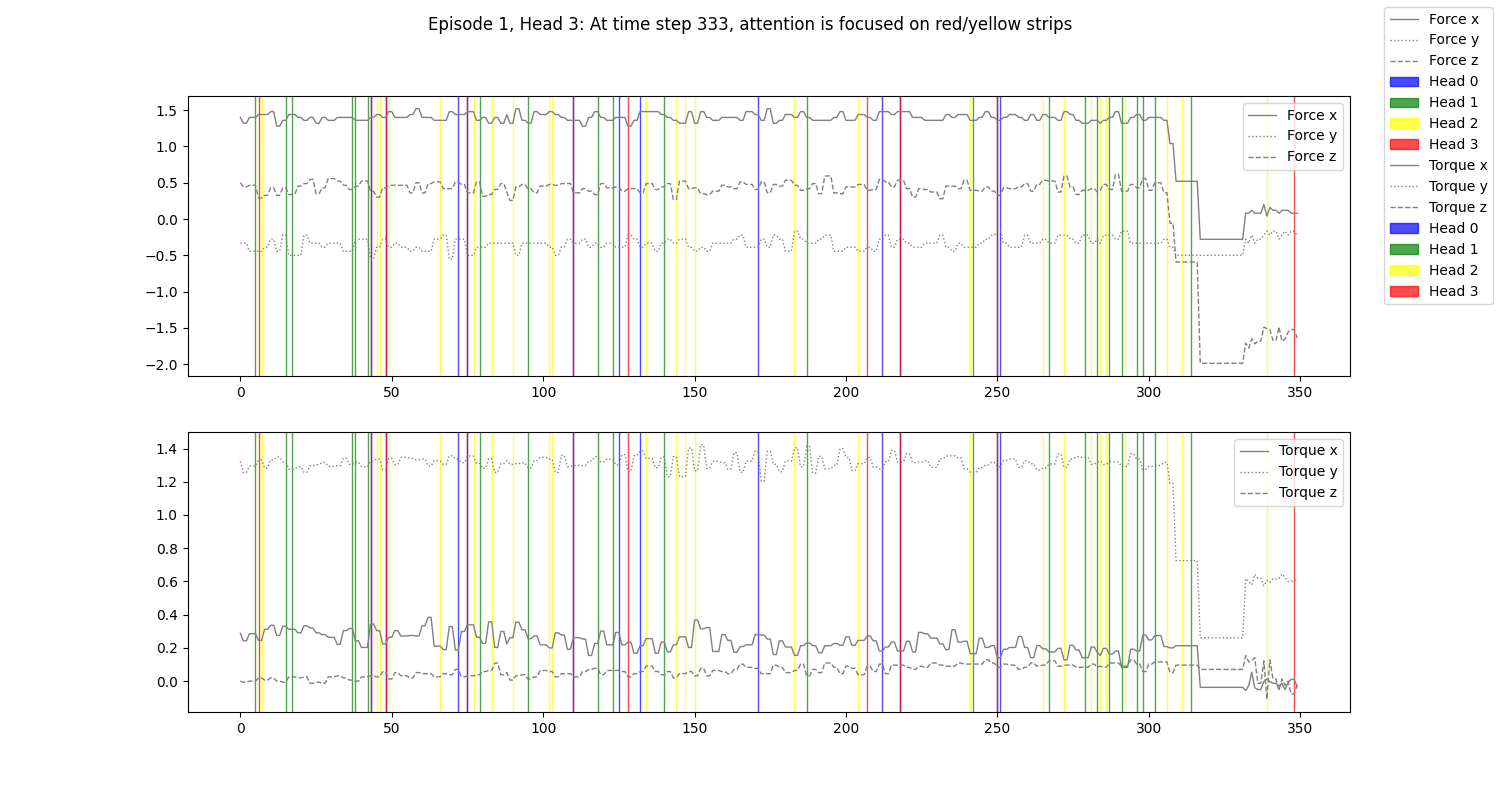 Episode 1, Head 3: At time step 333, attention is focused on red/yellow strips
Force x
Force y
Force z
Head 0
Head 1
Head 2
Head 3
Torque x
Torque y
Torque z
Head 0
Head 1
Head 2
Head 3
1.5
1.0
0.5
0.0
−0.5
−1.0
−1.5
−2.0
Force x
Force y
Force z
0 50 100 150 200 250 300 350
1.4
1.2
1.0
0.8
0.6
0.4
0.2
0.0
Torque x
Torque y
Torque z
0 50 100 150 200 250 300 350